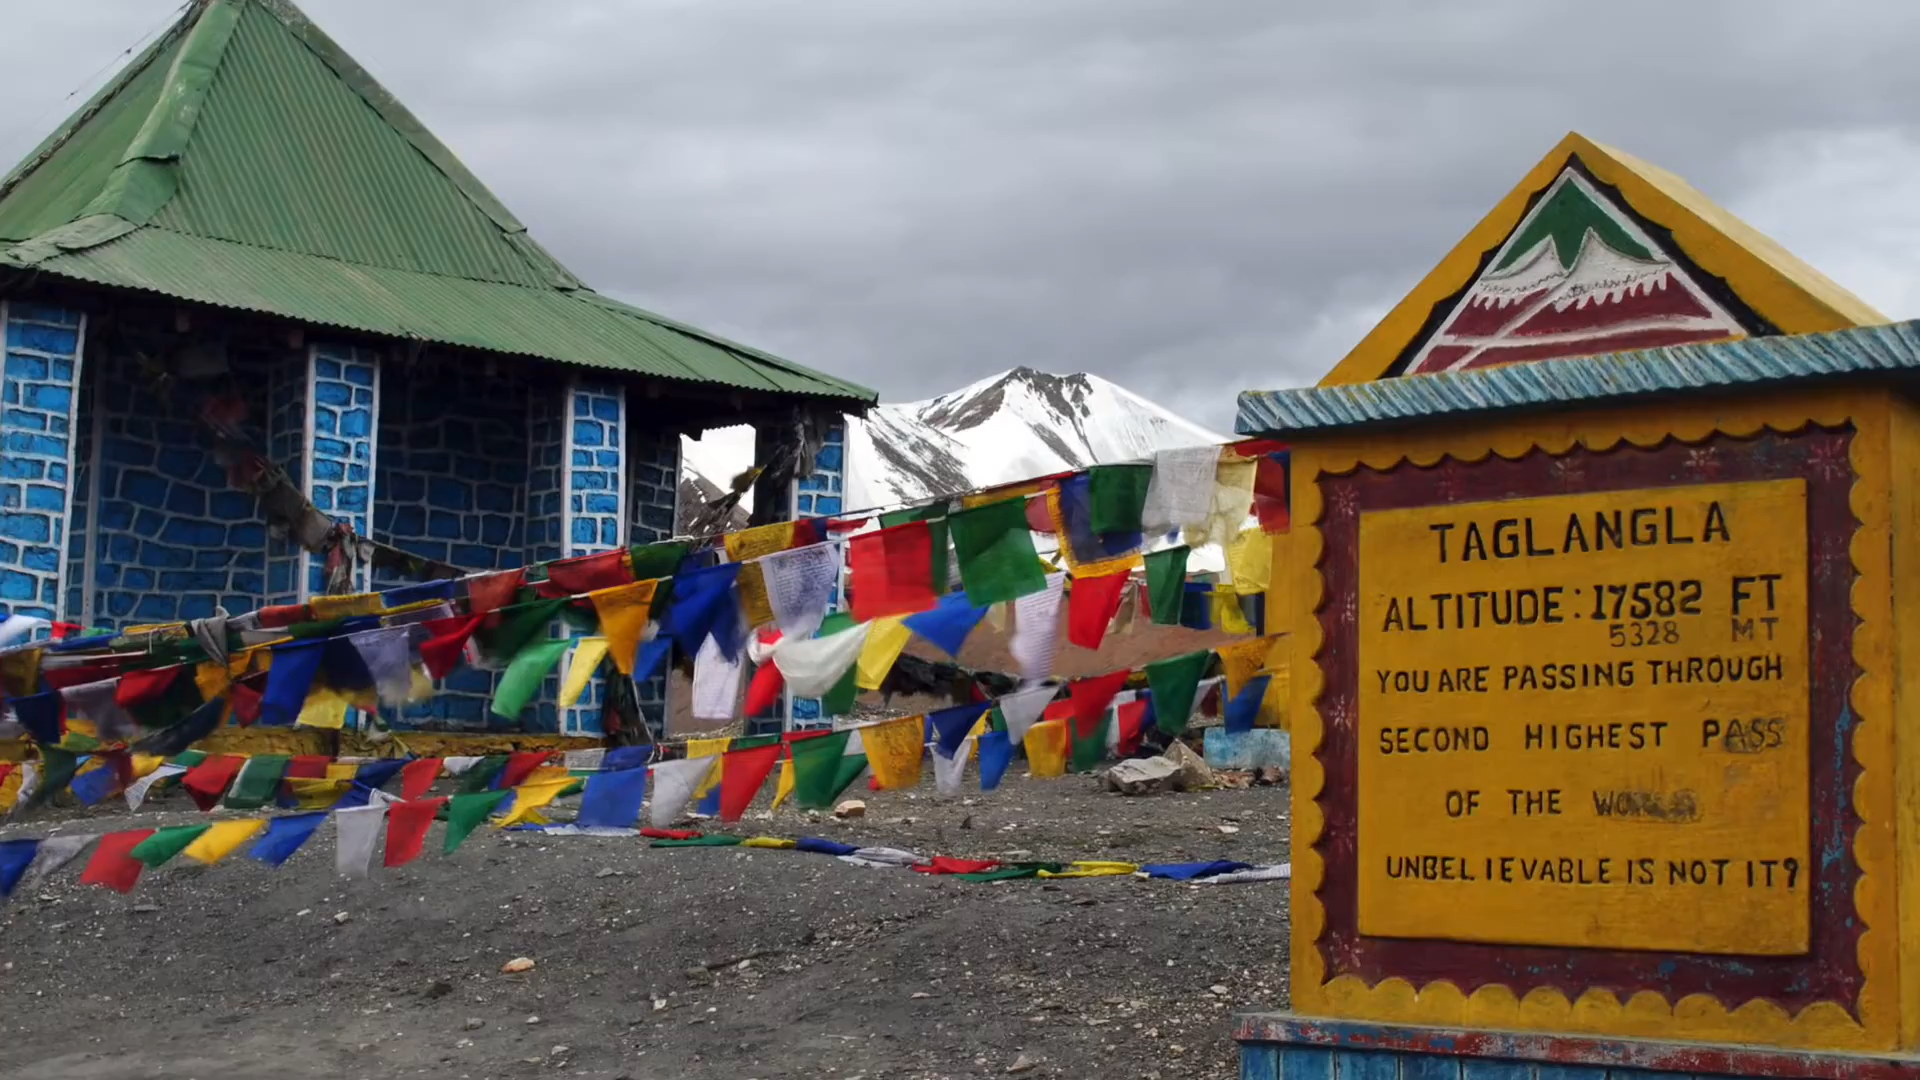 TAGLANGLA
ALTITUDE: 17582 FT
5328 MT
YOU ARE PASSING THROUGH
SECOND HIGHEST PASS
OF THE WORLD
UNBELIEVABLE IS NOT IT?